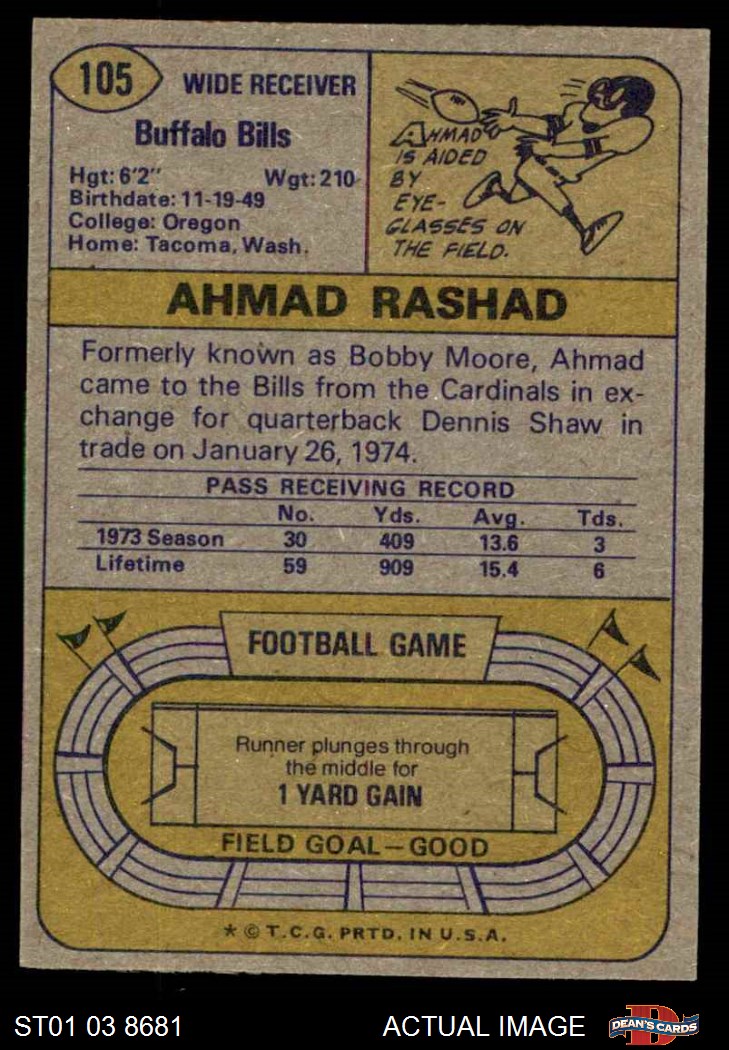 105
WIDE RECEIVER
Buffalo Bills
Hgt: 6'2" Wgt: 210
Birthdate: 11-19-49
College: Oregon
Home: Tacoma, Wash.
AHMAD
IS AIDED
BY
EYE-
GLASSES ON
THE FIELD.
AHMAD RASHAD
Formerly known as Bobby Moore, Ahmad
came to the Bills from the Cardinals in ex-
change for quarterback Dennis Shaw in
trade on January 26, 1974.
PASS RECEIVING RECORD
No. Yds. Avg. Tds.
1973 Season 30 409 13.6 3
Lifetime 59 909 15.4 6
FOOTBALL GAME
Runner plunges through
the middle for
1 YARD GAIN
FIELD GOAL—GOOD
* © T.C.G. PRTD. IN U.S.A.
ST01 03 8681 ACTUAL IMAGE DEAN'S CARDS